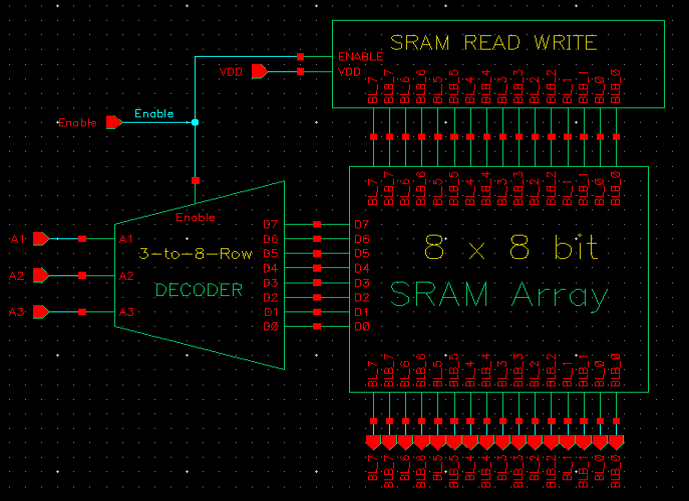 SRAM READ WRITE
ENABLE
VDD VDD
BL_7 BLB_7 BL_6 BLB_6 BL_5 BLB_5 BL_4 BLB_4 BL_3 BLB_3 BL_2 BLB_2 BL_1 BLB_1 BL_0 BLB_0
Enable Enable
BL_7 BLB_7 BL_6 BLB_6 BL_5 BLB_5 BL_4 BLB_4 BL_3 BLB_3 BL_2 BLB_2 BL_1 BLB_1 BL_0 BLB_0
Enable
D7 D7
A1 A1 D6 D6
3-to-8-Row D5 D5
8 x 8 bit
A2 A2 D4 D4
D3 D3
DECODER D2 D2
SRAM Array
A3 A3 D1 D1
D0 D0
BL_7 BLB_7 BL_6 BLB_6 BL_5 BLB_5 BL_4 BLB_4 BL_3 BLB_3 BL_2 BLB_2 BL_1 BLB_1 BL_0 BLB_0
BL_7 BLB_7 BL_6 BLB_6 BL_5 BLB_5 BL_4 BLB_4 BL_3 BLB_3 BL_2 BLB_2 BL_1 BLB_1 BL_0 BLB_0